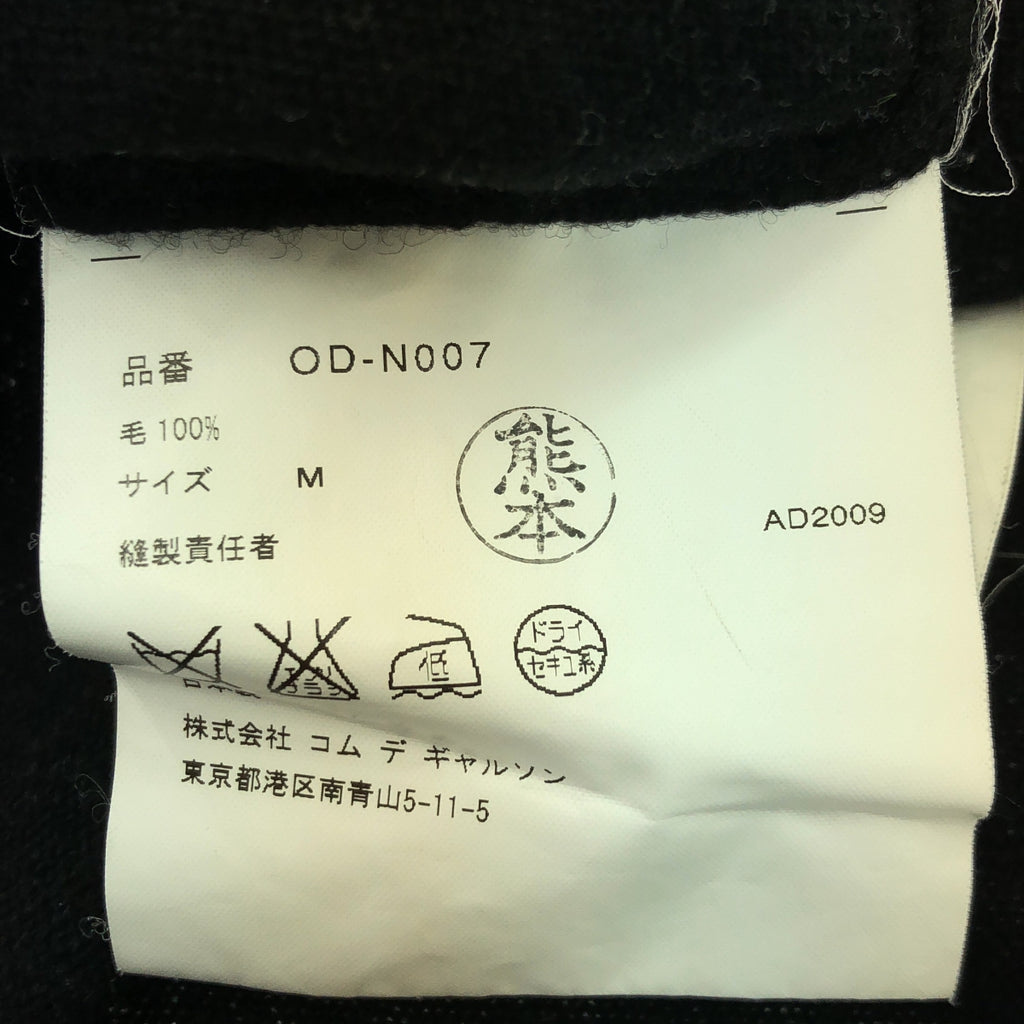 品番 OD-N007
毛 100%
サイズ M
熊本
AD2009
縫製責任者
低
ドライ
セキユ系
株式会社 コム デ ギャルソン
東京都港区南青山5-11-5